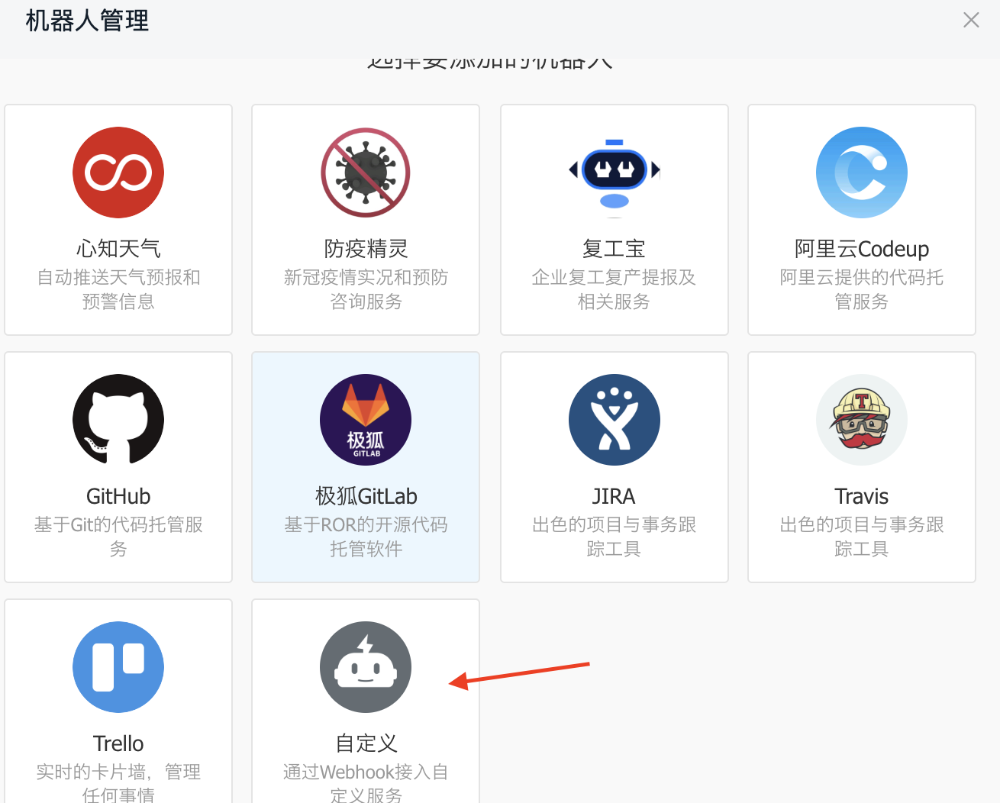 机器人管理
选择要添加的机器人
心知天气
自动推送天气预报和
预警信息
防疫精灵
新冠疫情实况和预防
咨询服务
复工宝
企业复工复产提报及
相关服务
阿里云Codeup
阿里云提供的代码托
管服务
GitHub
基于Git的代码托管服
务
极狐
GITLAB
极狐GitLab
基于ROR的开源代码
托管软件
JIRA
出色的项目与事务跟
踪工具
T
Travis
出色的项目与事务跟
踪工具
Trello
实时的卡片墙，管理
任何事情
自定义
通过Webhook接入自
定义服务